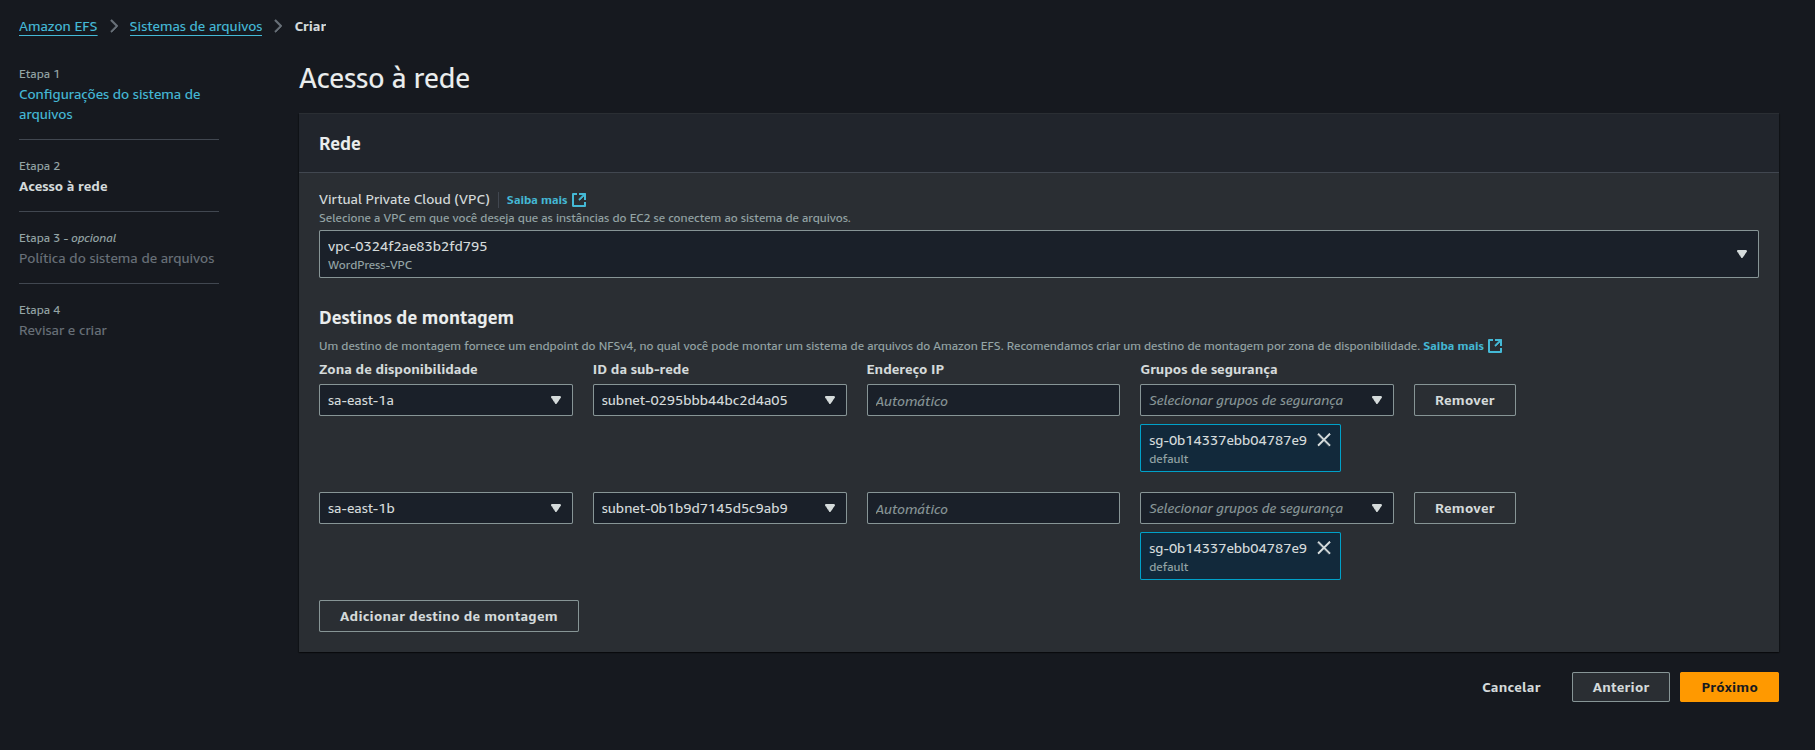 Amazon EFS > Sistemas de arquivos > Criar
Etapa 1
Configurações do sistema de
arquivos
Etapa 2
Acesso à rede
Etapa 3 - opcional
Política do sistema de arquivos
Etapa 4
Revisar e criar
Acesso à rede
Rede
Virtual Private Cloud (VPC) | Saiba mais
Selecione a VPC em que você deseja que as instâncias do EC2 se conectem ao sistema de arquivos.
vpc-0324f2ae83b2fd795
WordPress-VPC
Destinos de montagem
Um destino de montagem fornece um endpoint do NFSv4, no qual você pode montar um sistema de arquivos do Amazon EFS. Recomendamos criar um destino de montagem por zona de disponibilidade. Saiba mais
Zona de disponibilidade ID da sub-rede Endereço IP Grupos de segurança
sa-east-1a subnet-0295bbb44bc2d4a05 Automático Selecionar grupos de segurança Remover
sg-0b14337ebb04787e9
default
sa-east-1b subnet-0b1b9d7145d5c9ab9 Automático Selecionar grupos de segurança Remover
sg-0b14337ebb04787e9
default
Adicionar destino de montagem
Cancelar Anterior Próximo